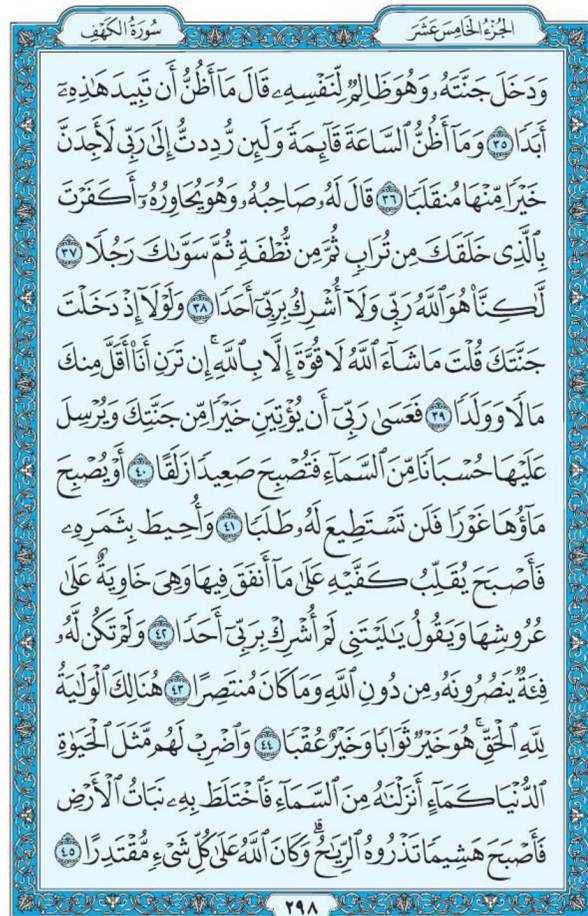 الجُزْءُ الخَامِسَ عَشَرَ
سُورَةُ الكَهْفِ
وَدَخَلَ جَنَّتَهُۥ وَهُوَ ظَالِمٌ لِّنَفْسِهِۦ قَالَ مَآ أَظُنُّ أَن تَبِيدَ هَٰذِهِۦٓ
أَبَدًا ٣٥ وَمَآ أَظُنُّ ٱلسَّاعَةَ قَآئِمَةً وَلَئِن رُّدِدتُّ إِلَىٰ رَبِّى لَأَجِدَنَّ
خَيْرًا مِّنْهَا مُنقَلَبًا ٣٦ قَالَ لَهُۥ صَاحِبُهُۥ وَهُوَ يُحَاوِرُهُۥٓ أَكَفَرْتَ
بِٱلَّذِى خَلَقَكَ مِن تُرَابٍ ثُمَّ مِن نُّطْفَةٍ ثُمَّ سَوَّىٰكَ رَجُلًا ٣٧
لَّٰكِنَّا۠ هُوَ ٱللَّهُ رَبِّى وَلَآ أُشْرِكُ بِرَبِّىٓ أَحَدًا ٣٨ وَلَوْلَآ إِذْ دَخَلْتَ
جَنَّتَكَ قُلْتَ مَا شَآءَ ٱللَّهُ لَا قُوَّةَ إِلَّا بِٱللَّهِ ۚ إِن تَرَنِ أَنَا۠ أَقَلَّ مِنكَ
مَالًا وَوَلَدًا ٣٩ فَعَسَىٰ رَبِّىٓ أَن يُؤْتِيَنِ خَيْرًا مِّن جَنَّتِكَ وَيُرْسِلَ
عَلَيْهَا حُسْبَانًا مِّنَ ٱلسَّمَآءِ فَتُصْبِحَ صَعِيدًا زَلَقًا ٤٠ أَوْ يُصْبِحَ
مَآؤُهَا غَوْرًا فَلَن تَسْتَطِيعَ لَهُۥ طَلَبًا ٤١ وَأُحِيطَ بِثَمَرِهِۦ
فَأَصْبَحَ يُقَلِّبُ كَفَّيْهِ عَلَىٰ مَآ أَنفَقَ فِيهَا وَهِىَ خَاوِيَةٌ عَلَىٰ
عُرُوشِهَا وَيَقُولُ يَٰلَيْتَنِى لَمْ أُشْرِكْ بِرَبِّىٓ أَحَدًا ٤٢ وَلَمْ تَكُن لَّهُۥ
فِئَةٌ يَنصُرُونَهُۥ مِن دُونِ ٱللَّهِ وَمَا كَانَ مُنتَصِرًا ٤٣ هُنَالِكَ ٱلْوَلَٰيَةُ
لِلَّهِ ٱلْحَقِّ ۚ هُوَ خَيْرٌ ثَوَابًا وَخَيْرٌ عُقْبًا ٤٤ وَٱضْرِبْ لَهُم مَّثَلَ ٱلْحَيَوٰةِ
ٱلدُّنْيَا كَمَآءٍ أَنزَلْنَٰهُ مِنَ ٱلسَّمَآءِ فَٱخْتَلَطَ بِهِۦ نَبَاتُ ٱلْأَرْضِ
فَأَصْبَحَ هَشِيمًا تَذْرُوهُ ٱلرِّيَٰحُ ۗ وَكَانَ ٱللَّهُ عَلَىٰ كُلِّ شَىْءٍ مُّقْتَدِرًا ٤٥
٢٩٨